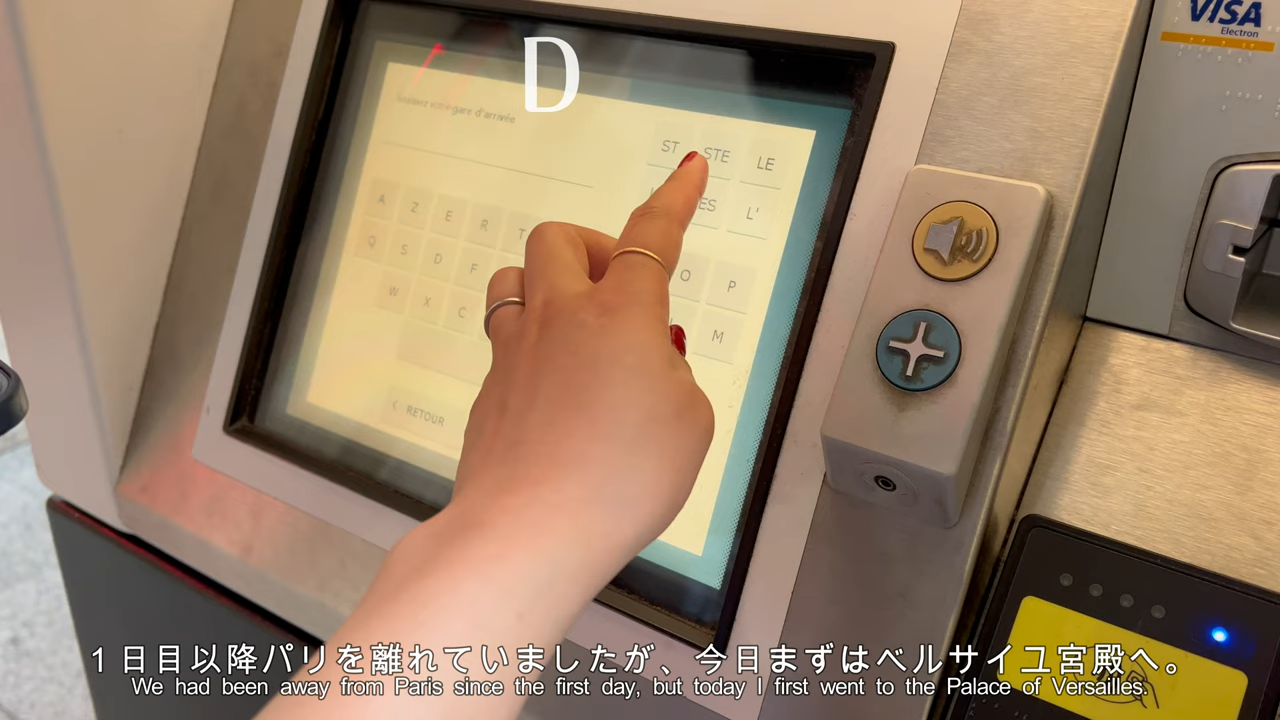 D
VISA
Electron
Saisissez votre gare d'arrivée
ST STE LE
ES L'
A Z E R T O P
Q S D F M
W X C
< RETOUR
１日目以降パリを離れていましたが、今日まずはベルサイユ宮殿へ。
We had been away from Paris since the first day, but today I first went to the Palace of Versailles.